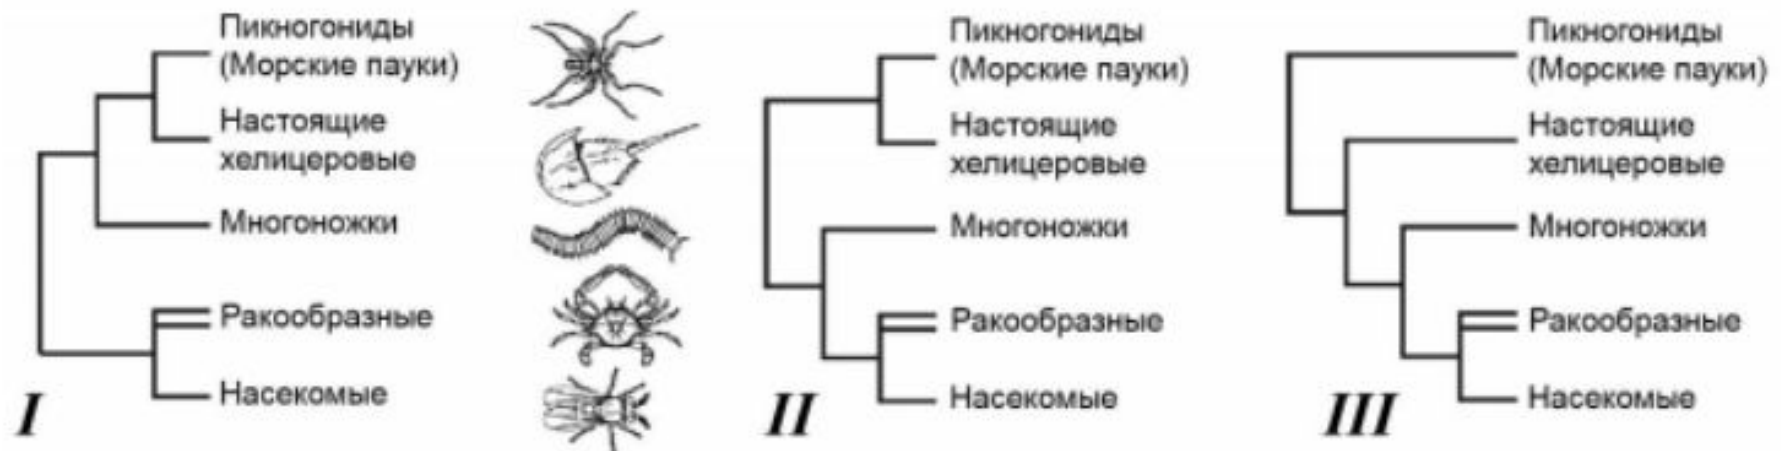 Пикногониды
(Морские пауки)
Настоящие
хелицеровые
Многоножки
Ракообразные
Насекомые
I
Пикногониды
(Морские пауки)
Настоящие
хелицеровые
Многоножки
Ракообразные
Насекомые
II
Пикногониды
(Морские пауки)
Настоящие
хелицеровые
Многоножки
Ракообразные
Насекомые
III